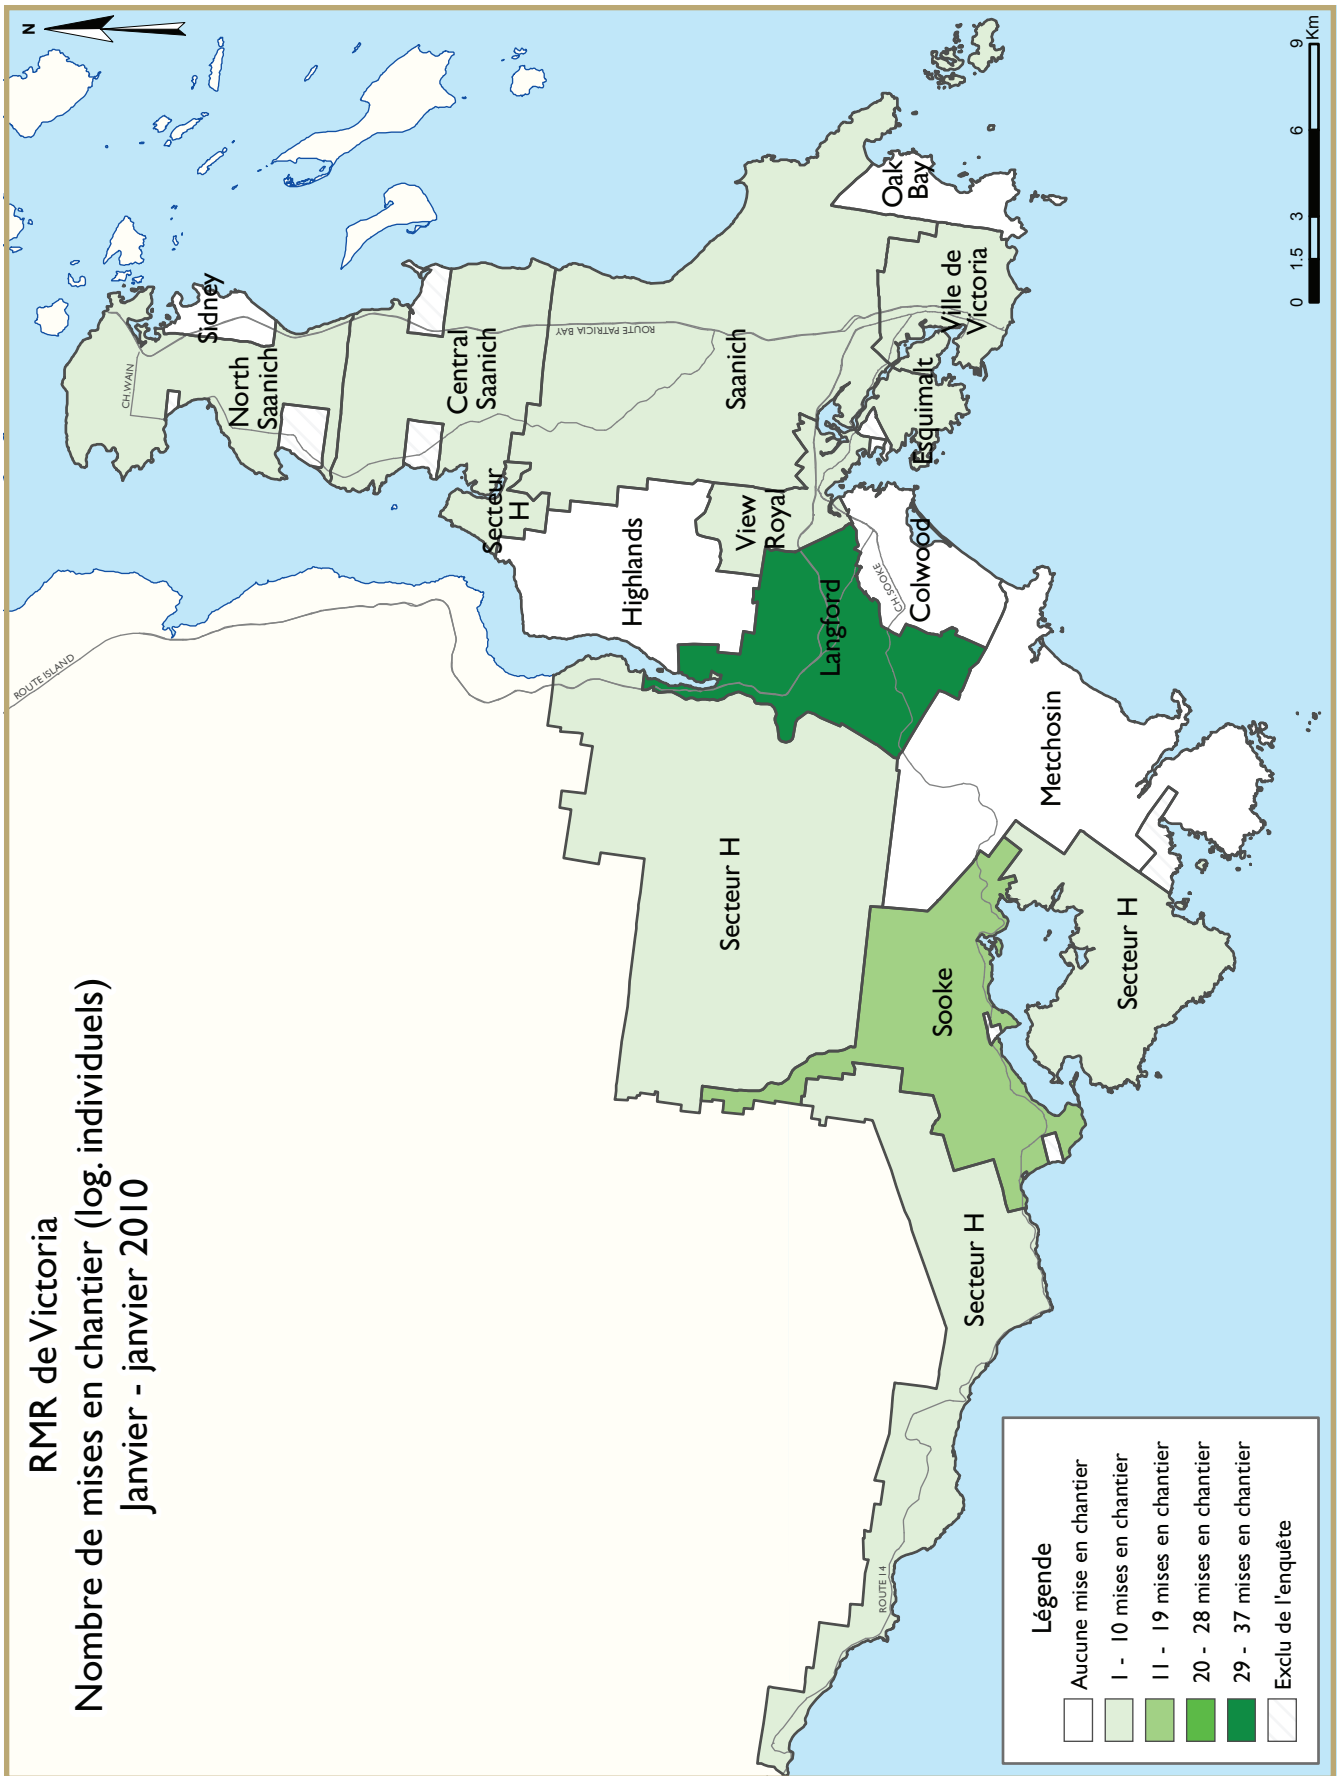 RMR de Victoria
Nombre de mises en chantier (log. individuels)
Janvier - janvier 2010
N
ROUTE ISLAND
CH.WAIN
Sidney
North
Saanich
Central
Saanich
ROUTE PATRICIA BAY
Saanich
Secteur
H
Highlands
View
Royal
Oak
Bay
Ville de
Victoria
Esquimalt
Langford
Colwood
CH.SOOKE
Metchosin
Secteur H
Sooke
Secteur H
Secteur H
ROUTE 14
Légende
Aucune mise en chantier
1 - 10 mises en chantier
11 - 19 mises en chantier
20 - 28 mises en chantier
29 - 37 mises en chantier
Exclu de l'enquête
0 1.5 3 6 9
Km